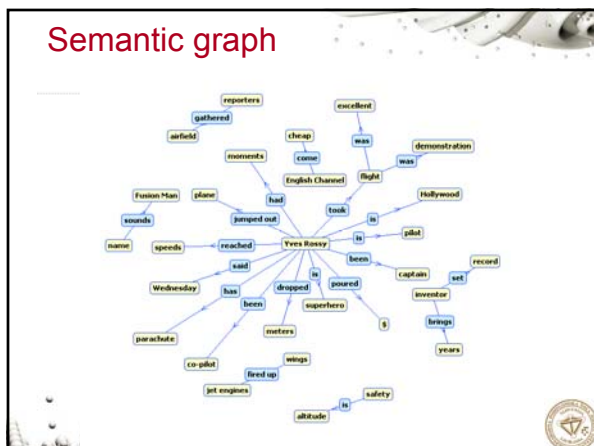 Semantic graph
reporters
gathered
airfield
excellent
was
cheap
come
English Channel
demonstration
was
flight
moments
had
took
Hollywood
is
Fusion Man
sounds
name
plane
jumped out
is
pilot
speeds
reached
Yves Rossy
been
captain
record
set
inventor
brings
years
said
Wednesday
has
parachute
been
co-pilot
dropped
meters
is
superhero
poured
$
wings
fired up
jet engines
safety
is
altitude